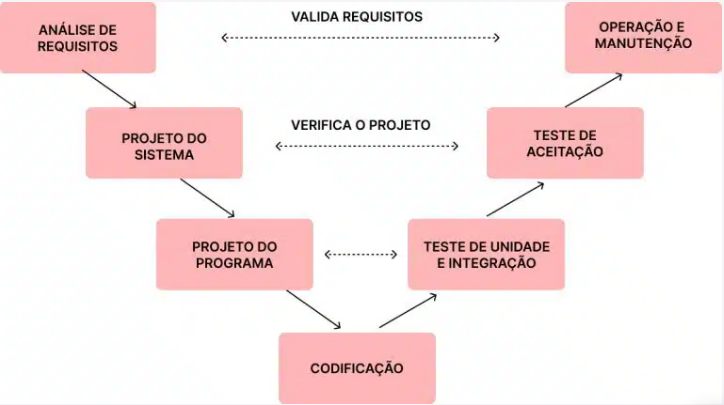 ANÁLISE DE
REQUISITOS
VALIDA REQUISITOS
OPERAÇÃO E
MANUTENÇÃO
PROJETO DO
SISTEMA
VERIFICA O PROJETO
TESTE DE
ACEITAÇÃO
PROJETO DO
PROGRAMA
TESTE DE UNIDADE
E INTEGRAÇÃO
CODIFICAÇÃO